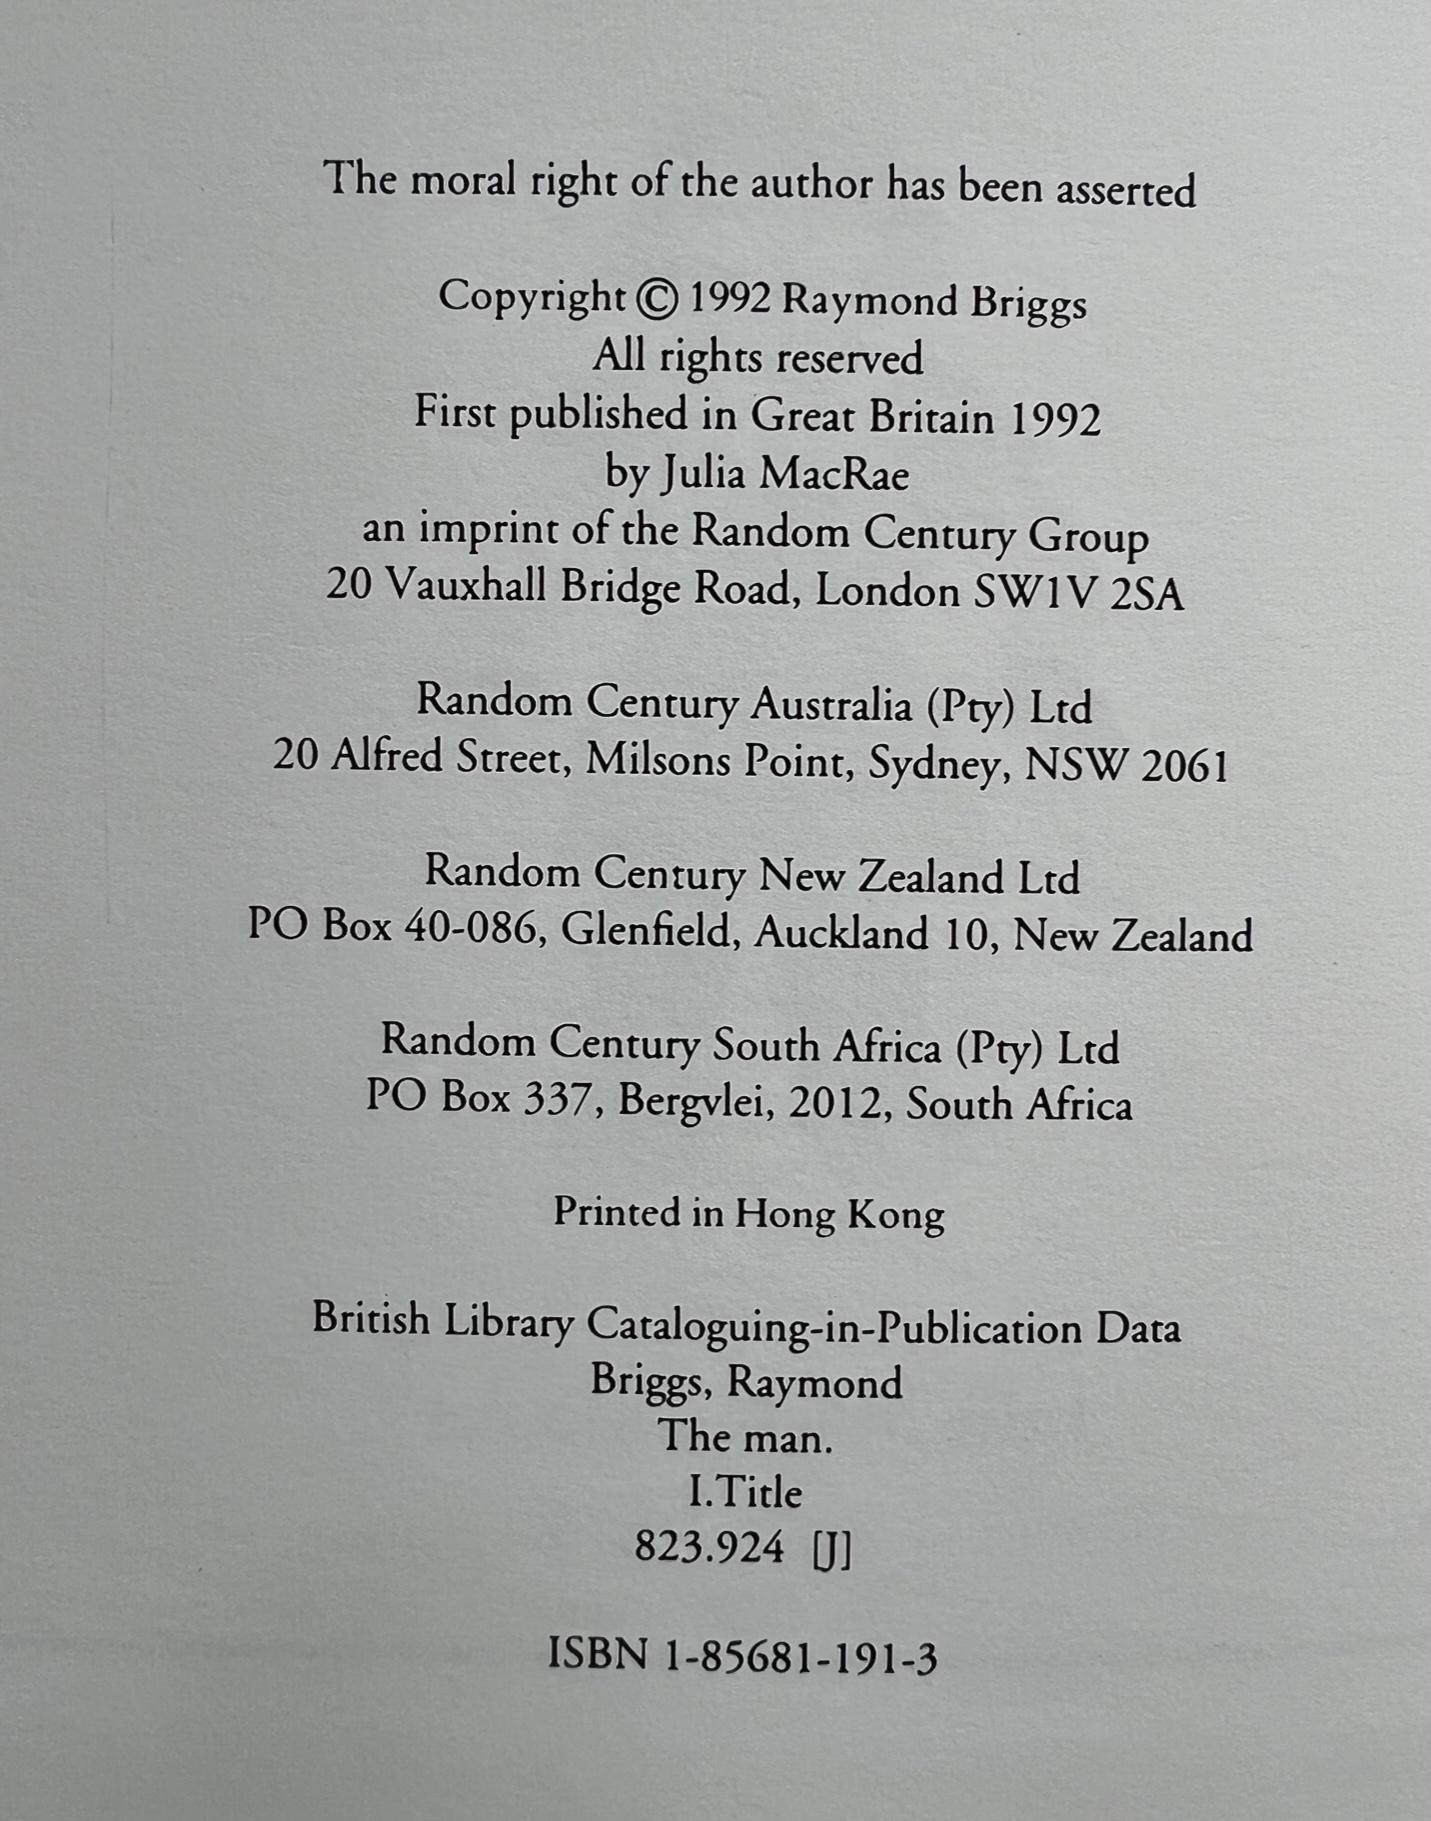 The moral right of the author has been asserted
Copyright © 1992 Raymond Briggs
All rights reserved
First published in Great Britain 1992
by Julia MacRae
an imprint of the Random Century Group
20 Vauxhall Bridge Road, London SW1V 2SA
Random Century Australia (Pty) Ltd
20 Alfred Street, Milsons Point, Sydney, NSW 2061
Random Century New Zealand Ltd
PO Box 40-086, Glenfield, Auckland 10, New Zealand
Random Century South Africa (Pty) Ltd
PO Box 337, Bergvlei, 2012, South Africa
Printed in Hong Kong
British Library Cataloguing-in-Publication Data
Briggs, Raymond
The man.
I.Title
823.924 [J]
ISBN 1-85681-191-3